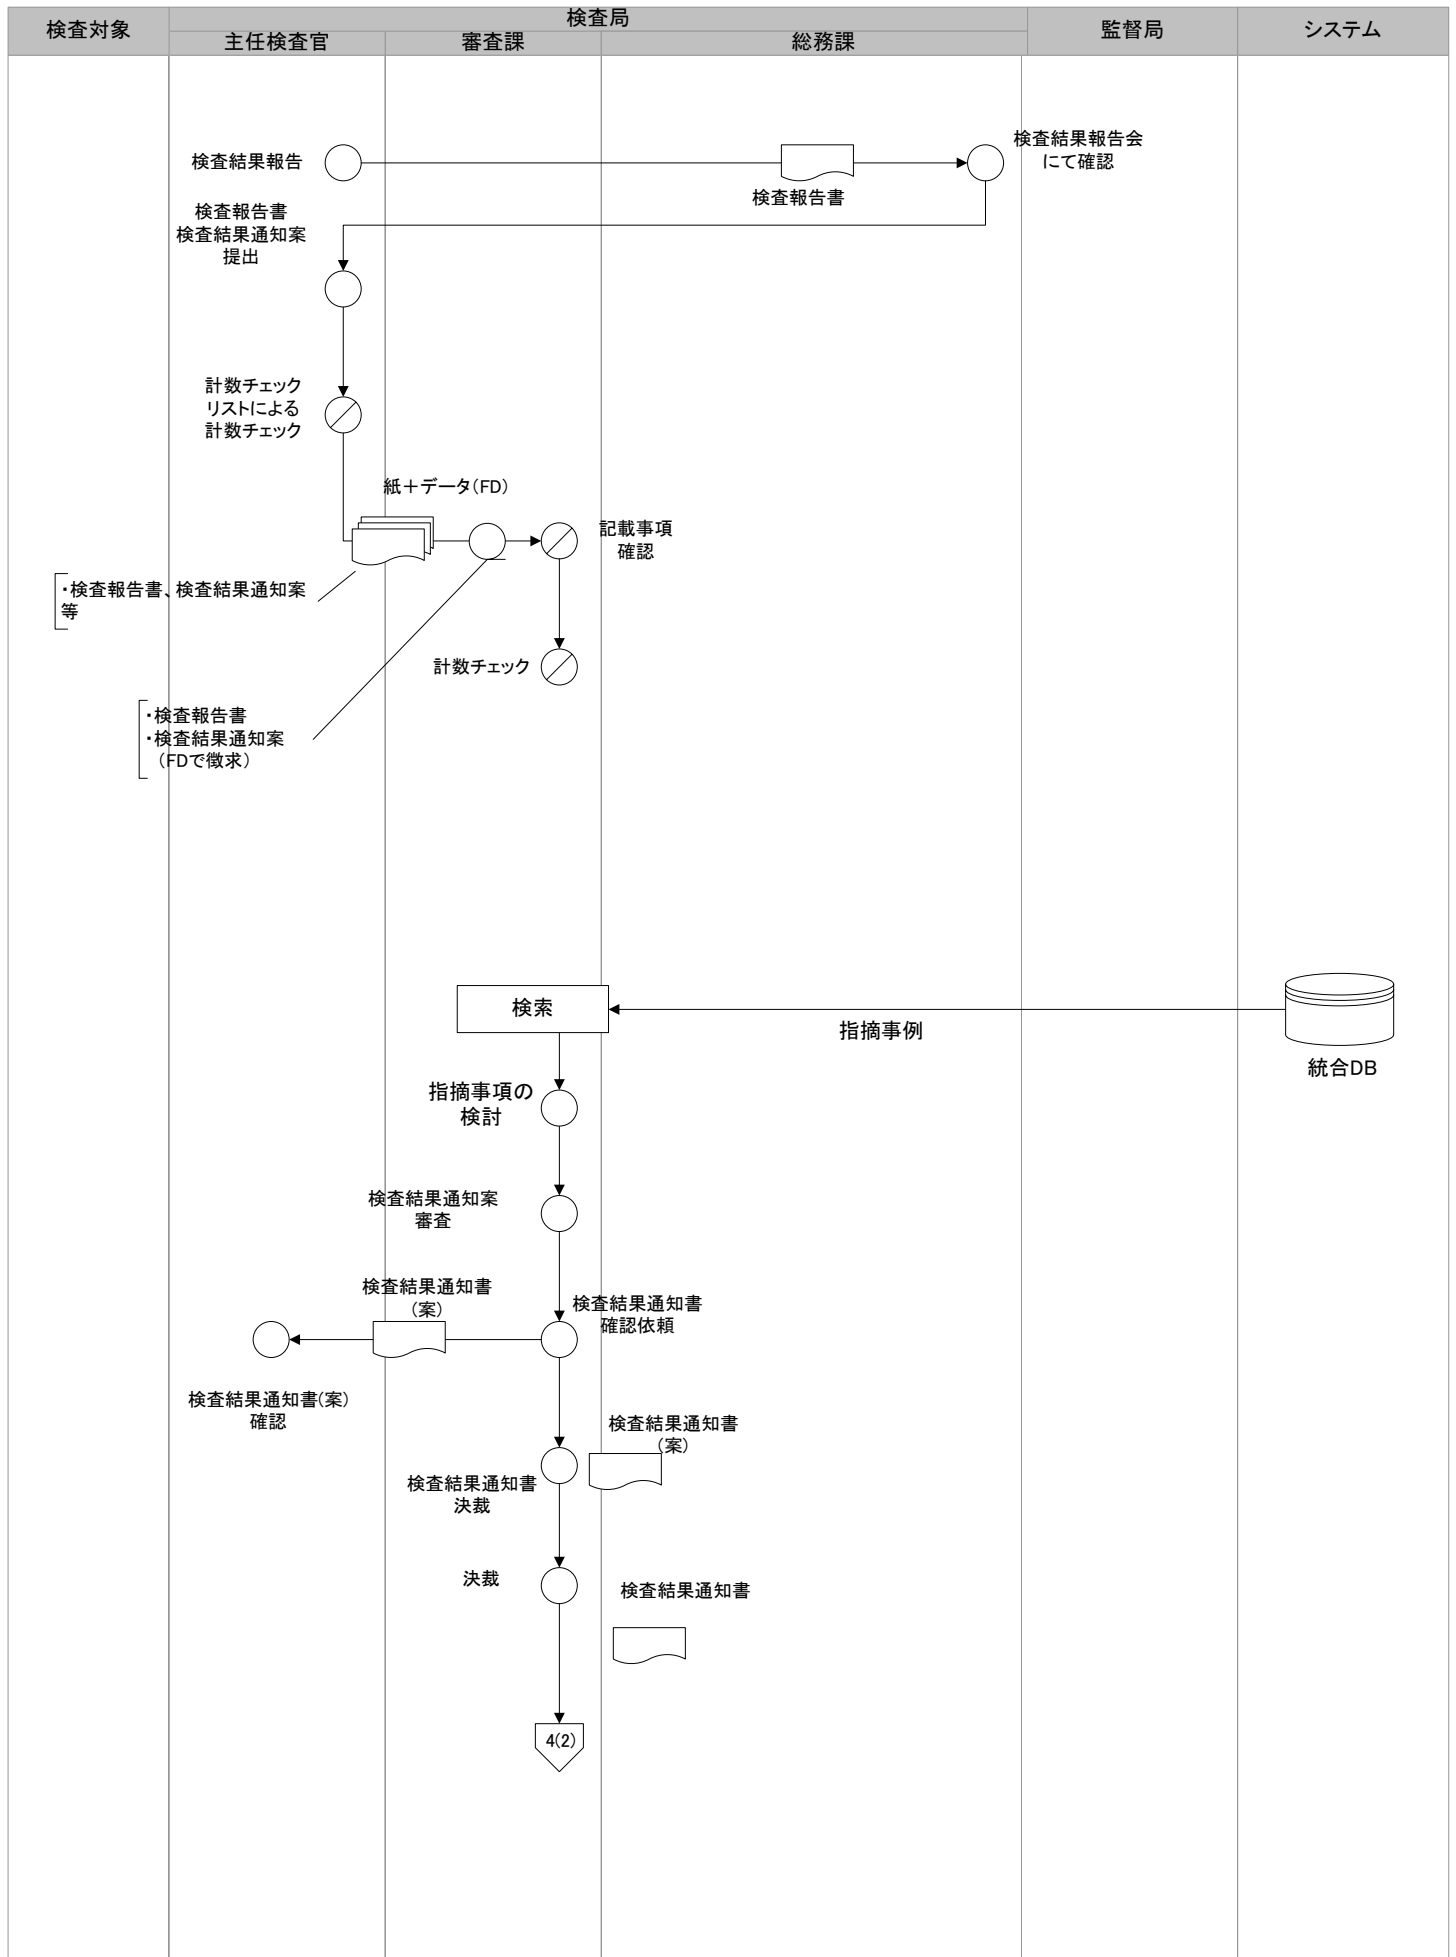 検査対象
検査局
主任検査官
審査課
総務課
監督局
システム
検査結果報告
検査報告書
検査結果報告会
にて確認
検査報告書
検査結果通知案
提出
計数チェック
リストによる
計数チェック
紙+データ(FD)
記載事項
確認
・検査報告書、検査結果通知案
等
計数チェック
・検査報告書
・検査結果通知案
(FDで徴求)
検索
指摘事例
統合DB
指摘事項の
検討
検査結果通知案
審査
検査結果通知書
(案)
検査結果通知書
確認依頼
検査結果通知書(案)
確認
検査結果通知書
(案)
検査結果通知書
決裁
決裁
検査結果通知書
4(2)